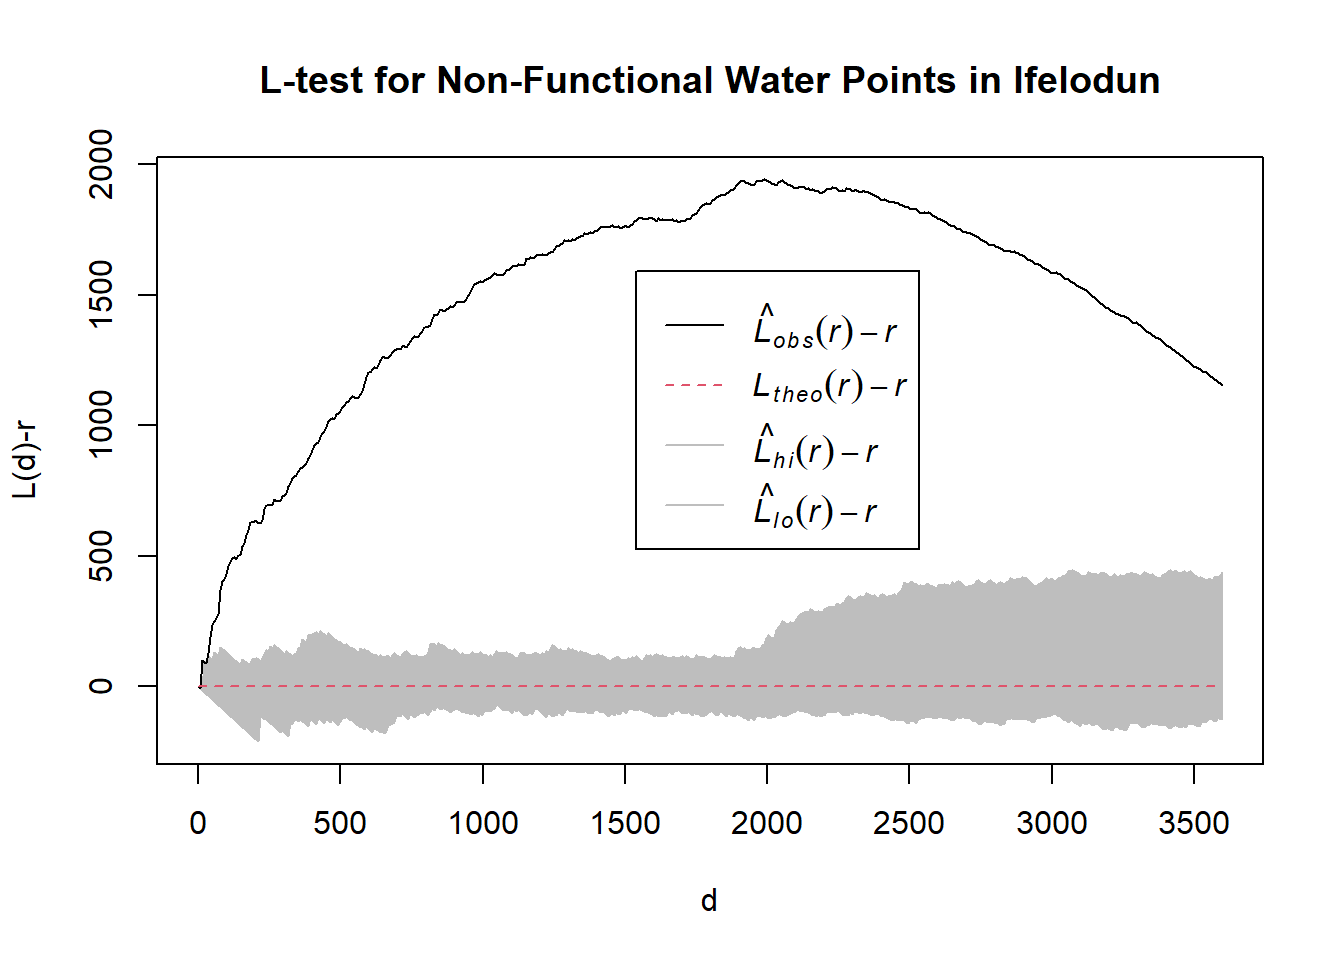 L-test for Non-Functional Water Points in Ifelodun
2000
1500
1000
500
0
L(d)-r
L̂obs(r) – r
Ltheo(r) – r
L̂hi(r) – r
L̂lo(r) – r
0 500 1000 1500 2000 2500 3000 3500
d